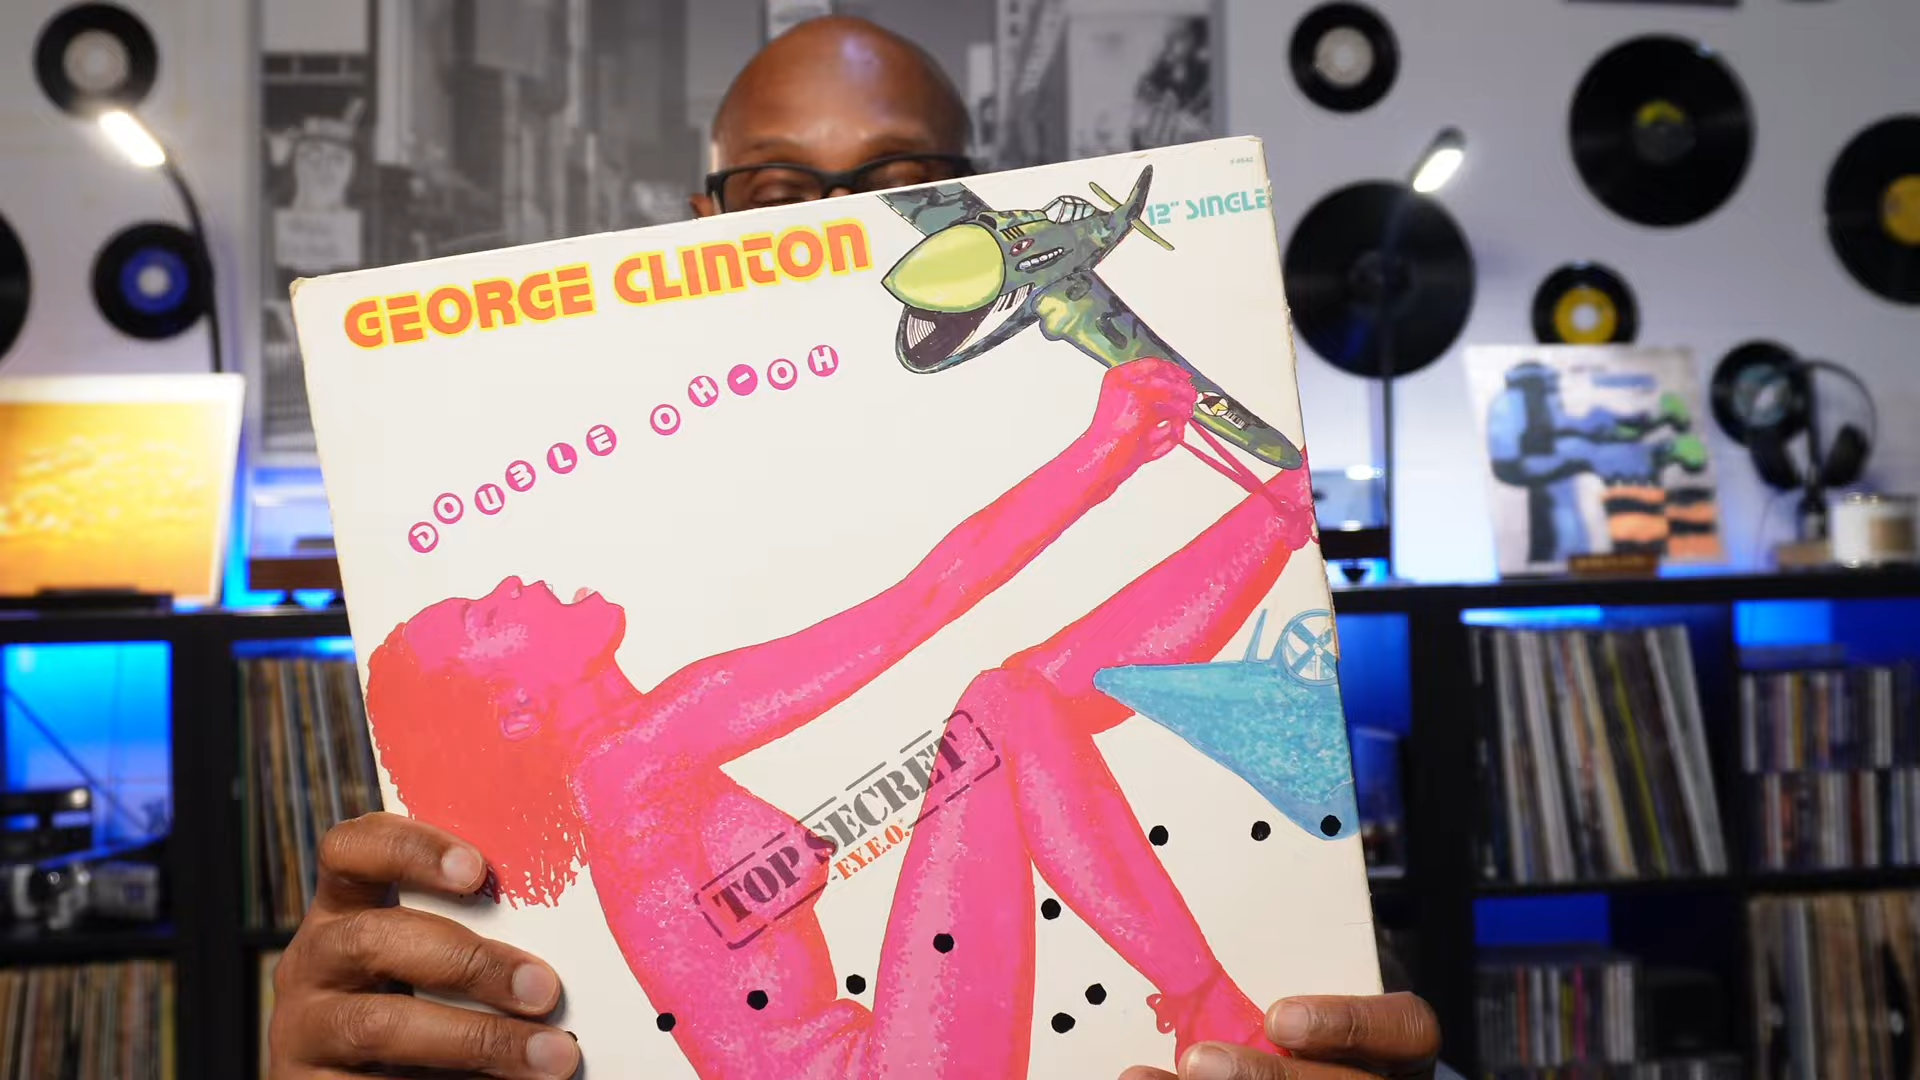 GEORGE CLINTON
12" SINGLE
DOUBLE OH-OH
TOP SECRET
-F.Y.E.O.-